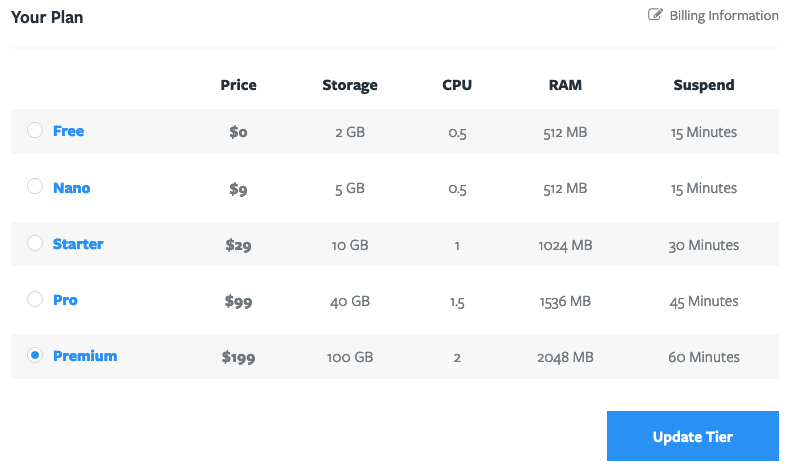 Your Plan
Billing Information
Price Storage CPU RAM Suspend
Free $0 2 GB 0.5 512 MB 15 Minutes
Nano $9 5 GB 0.5 512 MB 15 Minutes
Starter $29 10 GB 1 1024 MB 30 Minutes
Pro $99 40 GB 1.5 1536 MB 45 Minutes
Premium $199 100 GB 2 2048 MB 60 Minutes
Update Tier